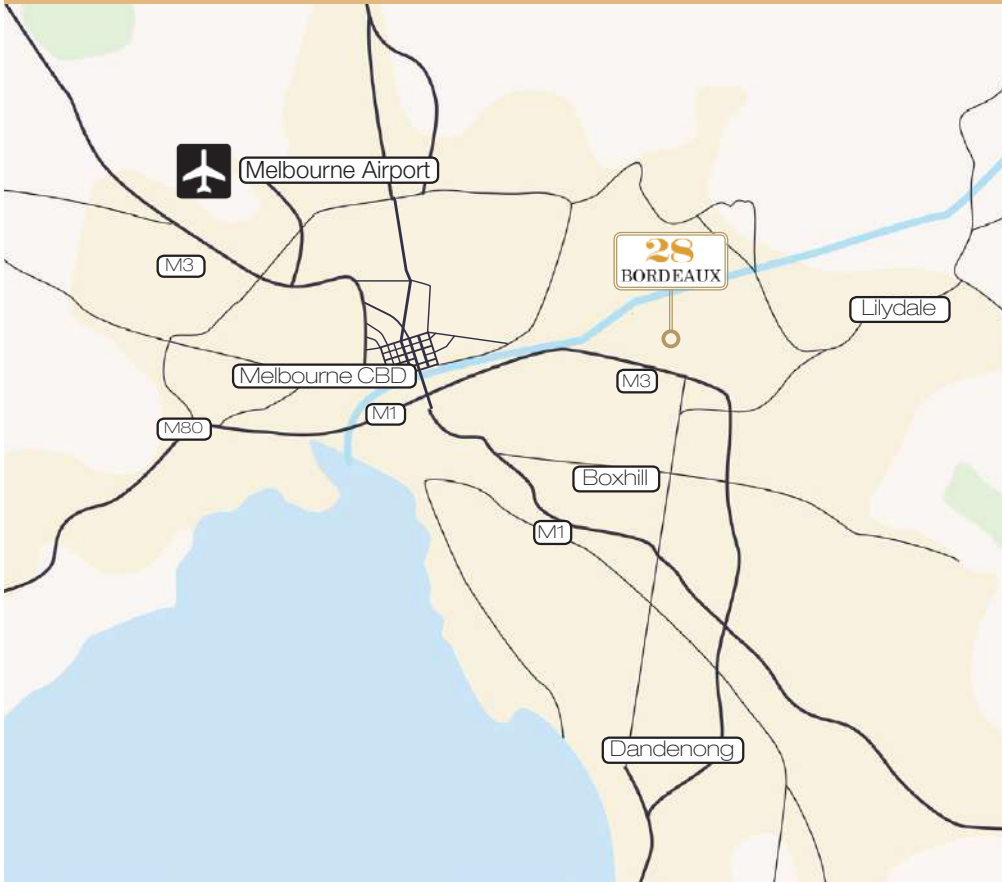 Melbourne Airport
28
BORDEAUX
M3
Lilydale
Melbourne CBD
M3
M1
M80
Boxhill
M1
Dandenong